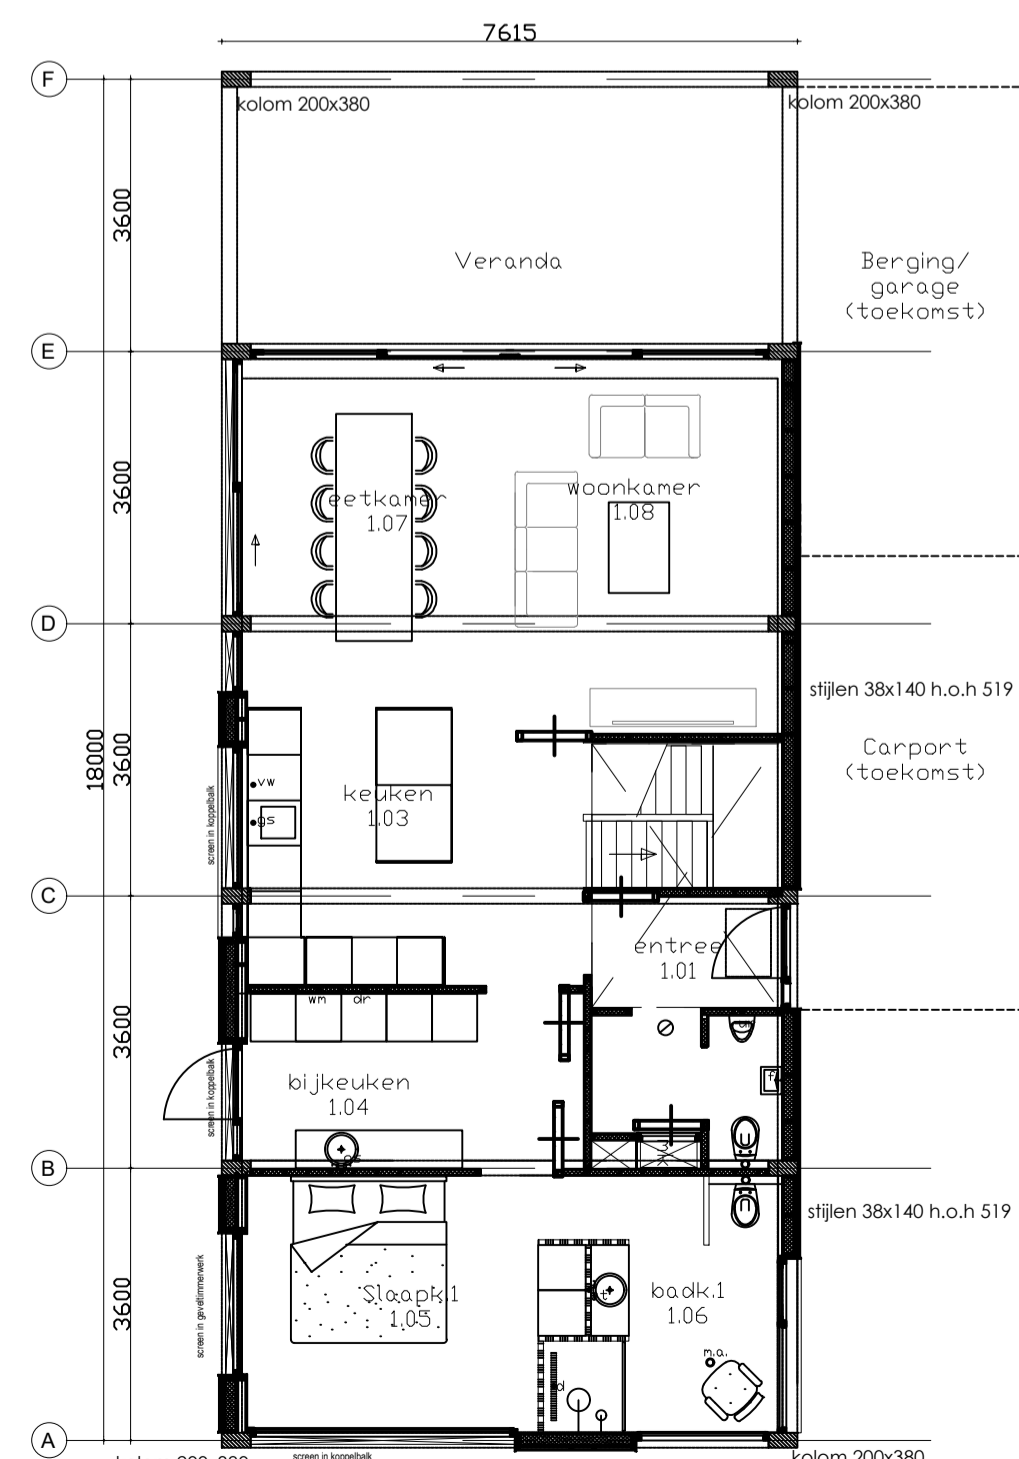 7615
F
kolom 200x380
kolom 200x380
3600
Veranda
Berging/
garage
(toekomst)
E
3600
eetkamer
1.07
woonkamer
1.08
D
stijlen 38x140 h.o.h 519
18000
3600
Carport
(toekomst)
screen in koppelbalk
vw
gs
keuken
1.03
C
entree
1.01
3600
wm
dr
screen in koppelbalk
bijkeuken
1.04
B
stijlen 38x140 h.o.h 519
3600
screen in geveltimmerwerk
Slaapk.1
1.05
badk.1
1.06
m.a.
d
A
screen in koppelbalk
kolom 200x380